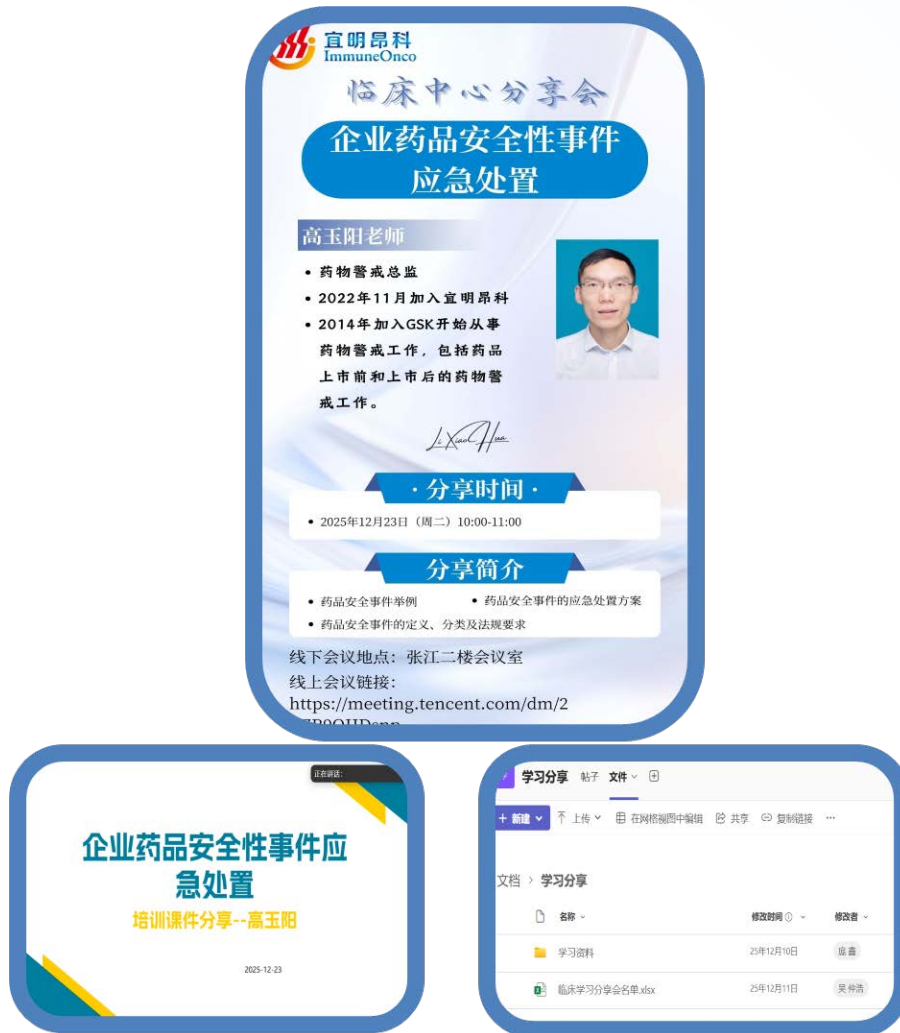 宜明昂科
ImmuneOnco
临床中心分享会
企业药品安全性事件
应急处置
高玉阳老师
• 药物警戒总监
• 2022年11月加入宜明昂科
• 2014年加入GSK开始从事
药物警戒工作，包括药品
上市前和上市后的药物警
戒工作。
Li Xiao Hua
· 分享时间 ·
• 2025年12月23日（周二）10:00-11:00
分享简介
• 药品安全事件举例 • 药品安全事件的应急处置方案
• 药品安全事件的定义、分类及法规要求
线下会议地点：张江二楼会议室
线上会议链接：
https://meeting.tencent.com/dm/2
正在讲话：
企业药品安全性事件应
急处置
培训课件分享--高玉阳
2025-12-23
学习分享 帖子 文件
+ 新建 上传 在网格视图中编辑 共享 复制链接 ···
文档 > 学习分享
名称 修改时间 修改者
学习资料 25年12月10日
临床学习分享会名单.xlsx 25年12月11日 吴仲浩